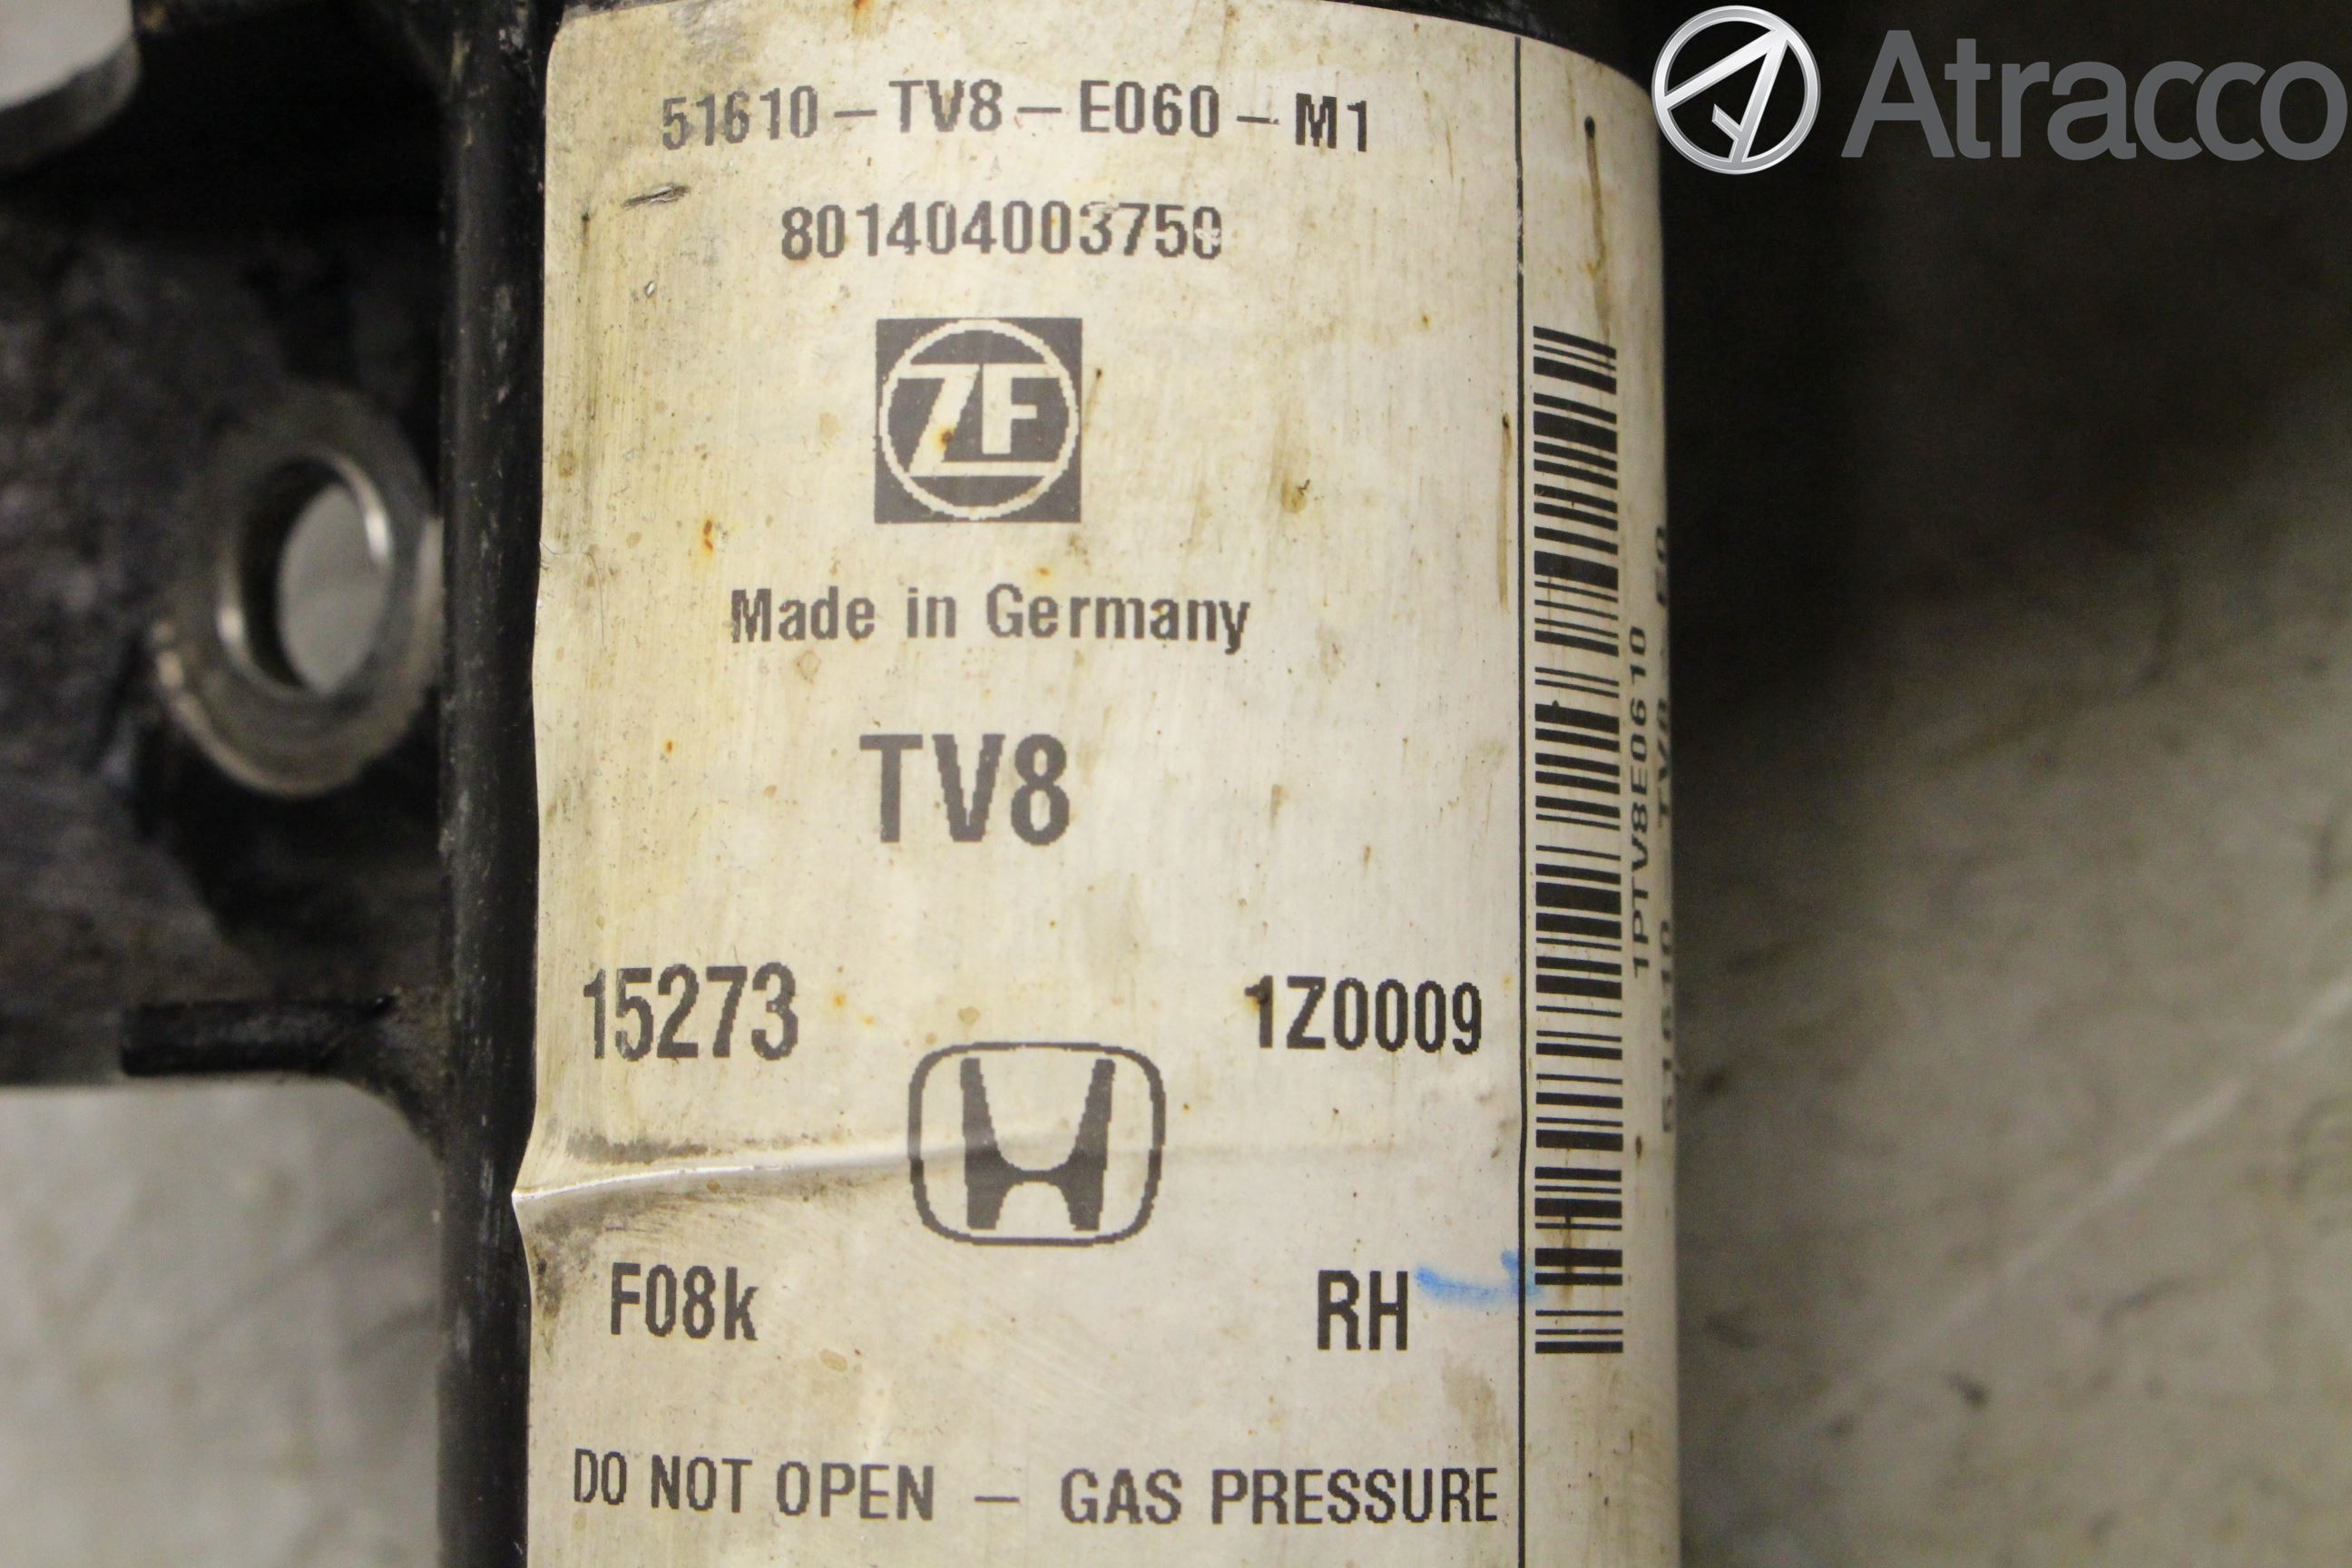 Atracco
51610-TV8-E060-M1
801404003750
ZF
Made in Germany
TV8
15273 1Z0009
F08k RH
DO NOT OPEN - GAS PRESSURE
1PTV8E0610